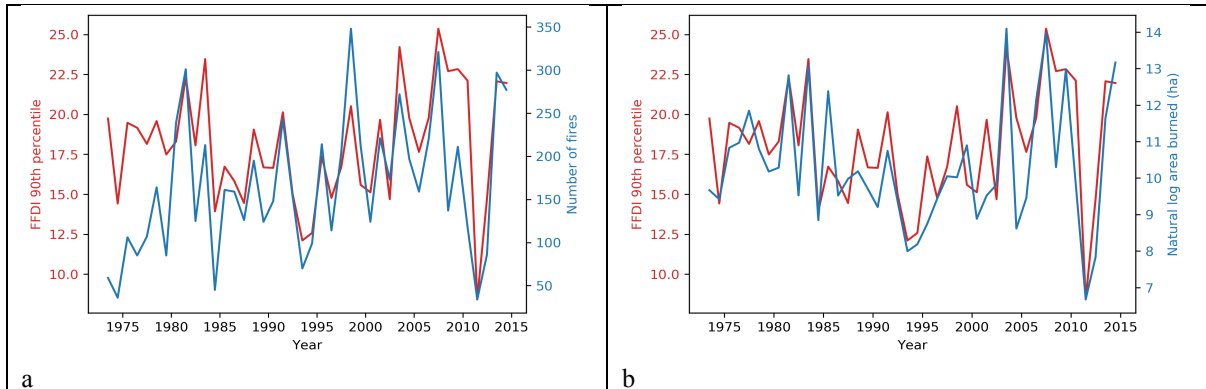 25.0
22.5
20.0
17.5
15.0
12.5
10.0
FFDI 90th percentile
350
300
250
200
150
100
50
Number of fires
1975 1980 1985 1990 1995 2000 2005 2010 2015
Year
a
25.0
22.5
20.0
17.5
15.0
12.5
10.0
FFDI 90th percentile
14
13
12
11
10
9
8
7
Natural log area burned (ha)
1975 1980 1985 1990 1995 2000 2005 2010 2015
Year
b